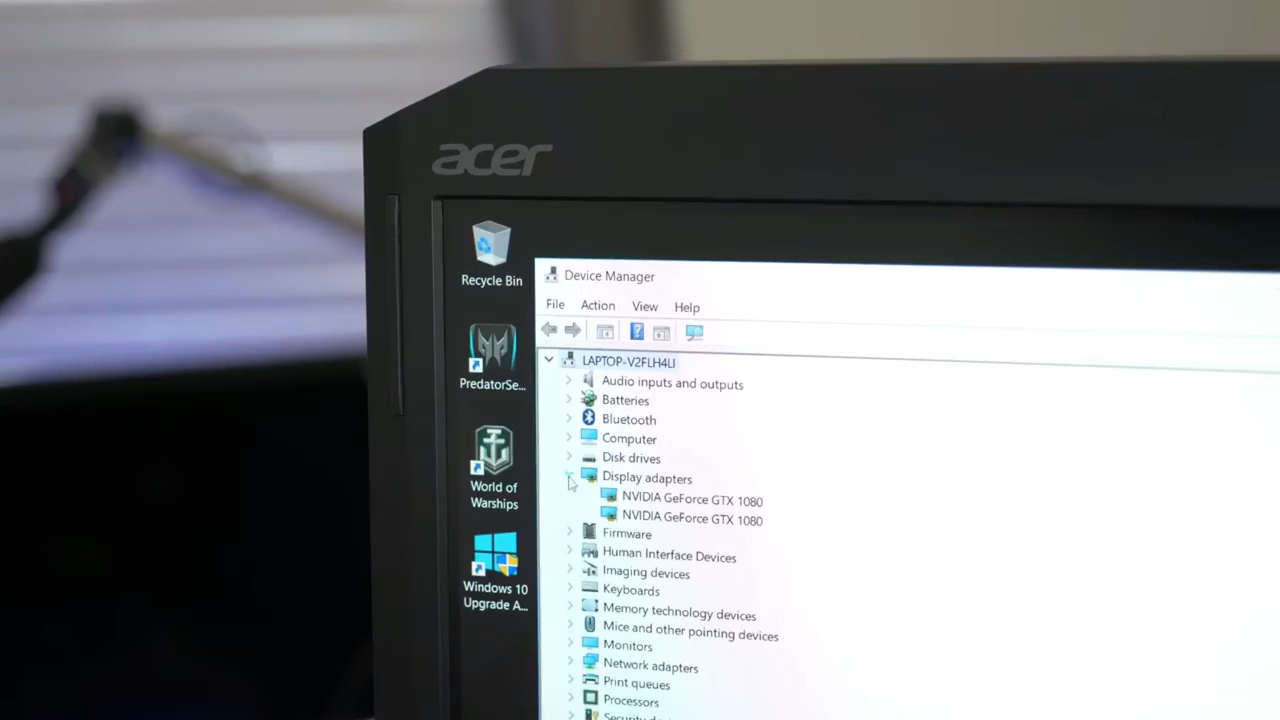 acer
Recycle Bin
PredatorSe...
World of
Warships
Windows 10
Upgrade A...
Device Manager
File Action View Help
LAPTOP-V2FLH4LI
Audio inputs and outputs
Batteries
Bluetooth
Computer
Disk drives
Display adapters
NVIDIA GeForce GTX 1080
NVIDIA GeForce GTX 1080
Firmware
Human Interface Devices
Imaging devices
Keyboards
Memory technology devices
Mice and other pointing devices
Monitors
Network adapters
Print queues
Processors